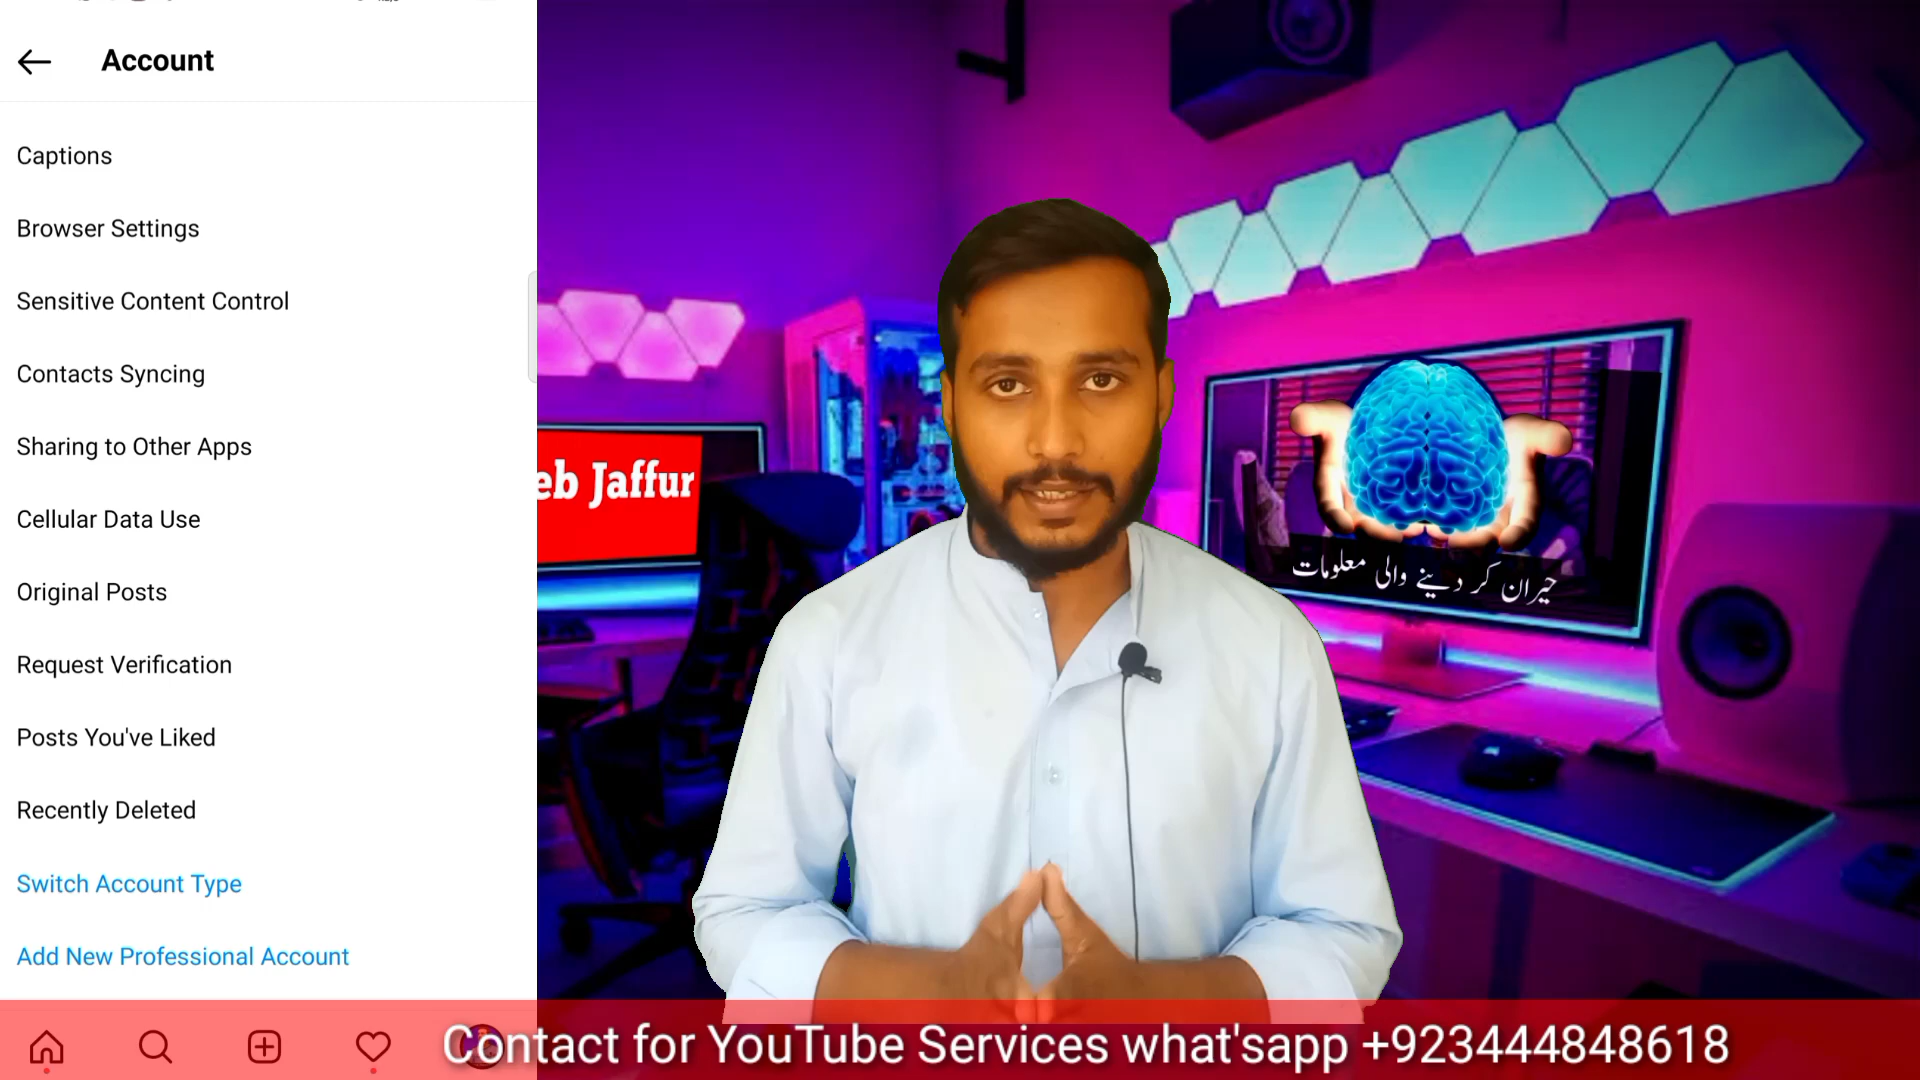 Account
Captions
Browser Settings
Sensitive Content Control
Contacts Syncing
Sharing to Other Apps
Cellular Data Use
Original Posts
Request Verification
Posts You've Liked
Recently Deleted
Switch Account Type
Add New Professional Account
eb Jaffur
حیران کر دینے والی معلومات
Contact for YouTube Services what'sapp +923444848618